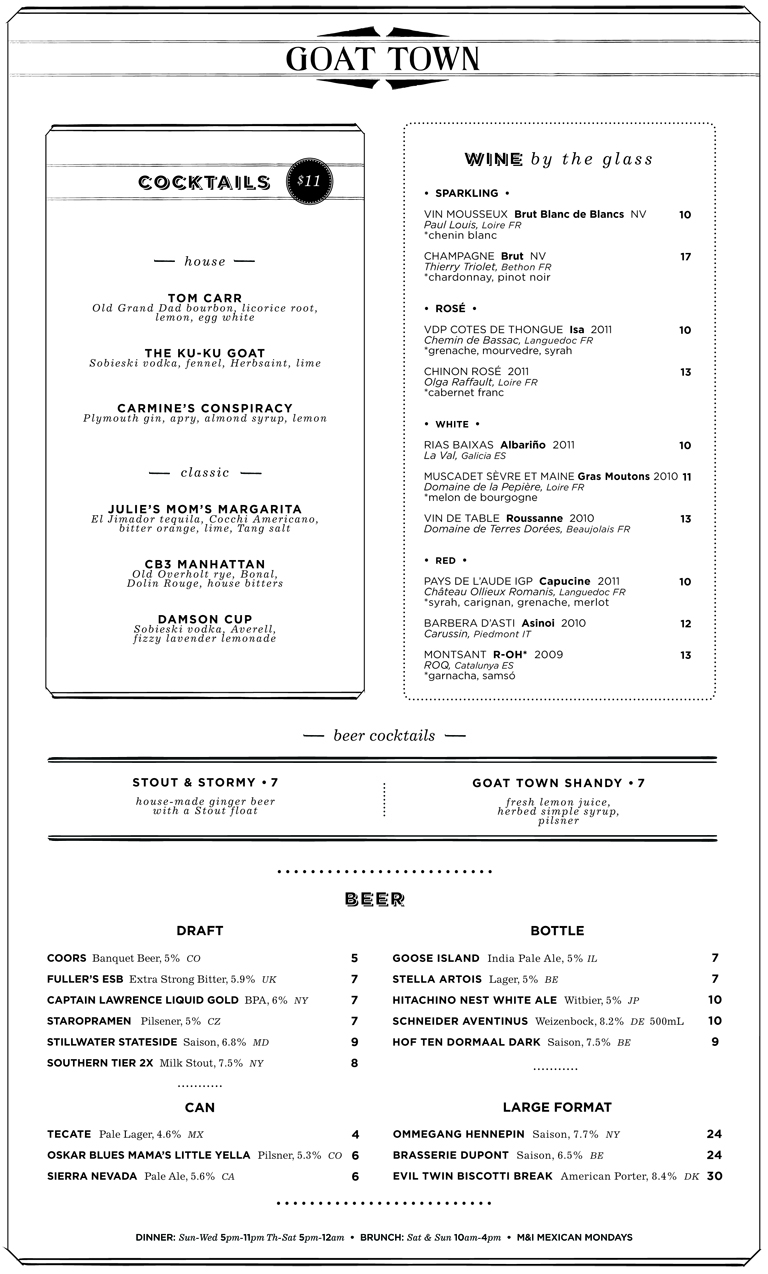 GOAT TOWN
COCKTAILS $11
— house —
TOM CARR
Old Grand Dad bourbon, licorice root,
lemon, egg white
THE KU-KU GOAT
Sobieski vodka, fennel, Herbsaint, lime
CARMINE'S CONSPIRACY
Plymouth gin, apry, almond syrup, lemon
— classic —
JULIE'S MOM'S MARGARITA
El Jimador tequila, Cocchi Americano,
bitter orange, lime, Tang salt
CB3 MANHATTAN
Old Overholt rye, Bonal,
Dolin Rouge, house bitters
DAMSON CUP
Sobieski vodka, Averell,
fizzy lavender lemonade
WINE by the glass
• SPARKLING •
VIN MOUSSEUX Brut Blanc de Blancs NV 10
Paul Louis, Loire FR
*chenin blanc
CHAMPAGNE Brut NV 17
Thierry Triolet, Bethon FR
*chardonnay, pinot noir
• ROSÉ •
VDP COTES DE THONGUE Isa 2011 10
Chemin de Bassac, Languedoc FR
*grenache, mourvedre, syrah
CHINON ROSÉ 2011 13
Olga Raffault, Loire FR
*cabernet franc
• WHITE •
RIAS BAIXAS Albariño 2011 10
La Val, Galicia ES
MUSCADET SÈVRE ET MAINE Gras Moutons 2010 11
Domaine de la Pepière, Loire FR
*melon de bourgogne
VIN DE TABLE Roussanne 2010 13
Domaine de Terres Dorées, Beaujolais FR
• RED •
PAYS DE L'AUDE IGP Capucine 2011 10
Château Ollieux Romanis, Languedoc FR
*syrah, carignan, grenache, merlot
BARBERA D'ASTI Asinoi 2010 12
Carussin, Piedmont IT
MONTSANT R-OH* 2009 13
ROQ, Catalunya ES
*garnacha, samsó
— beer cocktails —
STOUT & STORMY • 7
house-made ginger beer
with a Stout float
GOAT TOWN SHANDY • 7
fresh lemon juice,
herbed simple syrup,
pilsner
BEER
DRAFT
COORS Banquet Beer, 5% CO 5
FULLER'S ESB Extra Strong Bitter, 5.9% UK 7
CAPTAIN LAWRENCE LIQUID GOLD BPA, 6% NY 7
STAROPRAMEN Pilsener, 5% CZ 7
STILLWATER STATESIDE Saison, 6.8% MD 9
SOUTHERN TIER 2X Milk Stout, 7.5% NY 8
BOTTLE
GOOSE ISLAND India Pale Ale, 5% IL 7
STELLA ARTOIS Lager, 5% BE 7
HITACHINO NEST WHITE ALE Witbier, 5% JP 10
SCHNEIDER AVENTINUS Weizenbock, 8.2% DE 500mL 10
HOF TEN DORMAAL DARK Saison, 7.5% BE 9
CAN
TECATE Pale Lager, 4.6% MX 4
OSKAR BLUES MAMA'S LITTLE YELLA Pilsner, 5.3% CO 6
SIERRA NEVADA Pale Ale, 5.6% CA 6
LARGE FORMAT
OMMEGANG HENNEPIN Saison, 7.7% NY 24
BRASSERIE DUPONT Saison, 6.5% BE 24
EVIL TWIN BISCOTTI BREAK American Porter, 8.4% DK 30
DINNER: Sun-Wed 5pm-11pm Th-Sat 5pm-12am • BRUNCH: Sat & Sun 10am-4pm • M&I MEXICAN MONDAYS